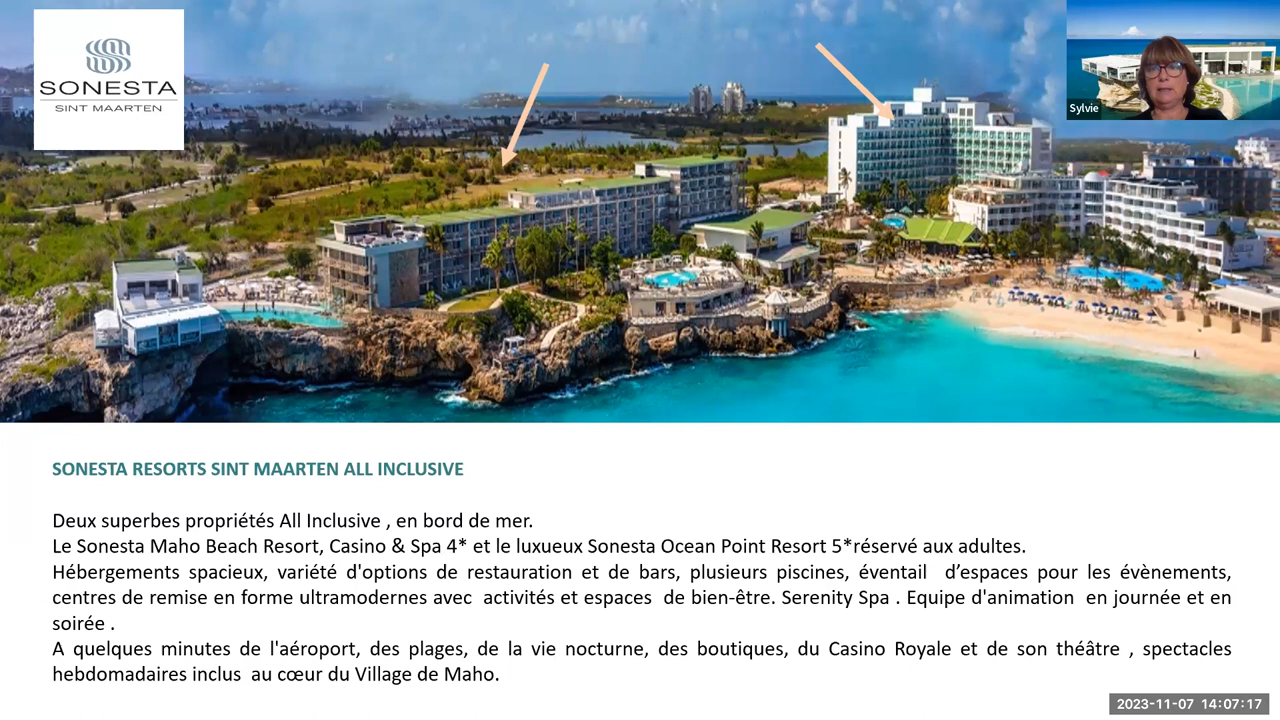 SONESTA
SINT MAARTEN
Sylvie
SONESTA RESORTS SINT MAARTEN ALL INCLUSIVE
Deux superbes propriétés All Inclusive , en bord de mer.
Le Sonesta Maho Beach Resort, Casino & Spa 4* et le luxueux Sonesta Ocean Point Resort 5*réservé aux adultes.
Hébergements spacieux, variété d'options de restauration et de bars, plusieurs piscines, éventail d’espaces pour les évènements,
centres de remise en forme ultramodernes avec activités et espaces de bien-être. Serenity Spa . Equipe d'animation en journée et en
soirée .
A quelques minutes de l'aéroport, des plages, de la vie nocturne, des boutiques, du Casino Royale et de son théâtre , spectacles
hebdomadaires inclus au cœur du Village de Maho.
2023-11-07 14:07:17